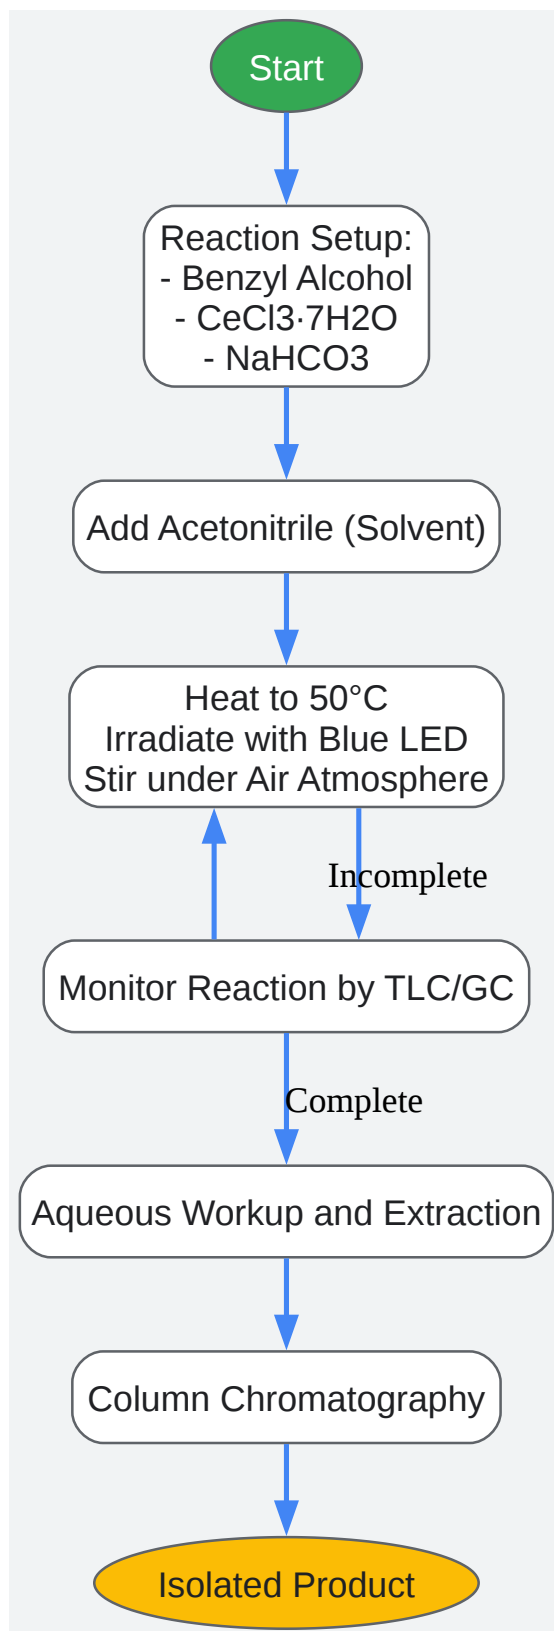 Start
Reaction Setup:
- Benzyl Alcohol
- CeCl3·7H2O
- NaHCO3
Add Acetonitrile (Solvent)
Heat to 50°C
Irradiate with Blue LED
Stir under Air Atmosphere
Incomplete
Monitor Reaction by TLC/GC
Complete
Aqueous Workup and Extraction
Column Chromatography
Isolated Product